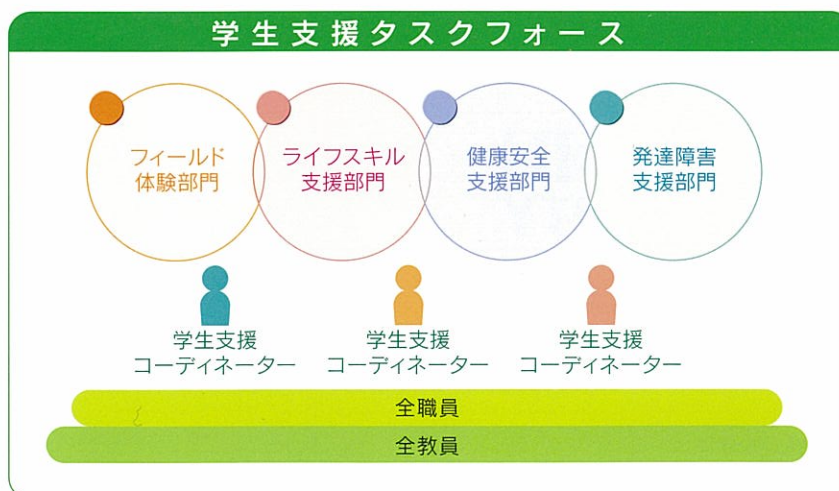 学生支援タスクフォース
フィールド
体験部門
ライフスキル
支援部門
健康安全
支援部門
発達障害
支援部門
学生支援
コーディネーター
学生支援
コーディネーター
学生支援
コーディネーター
全職員
全教員